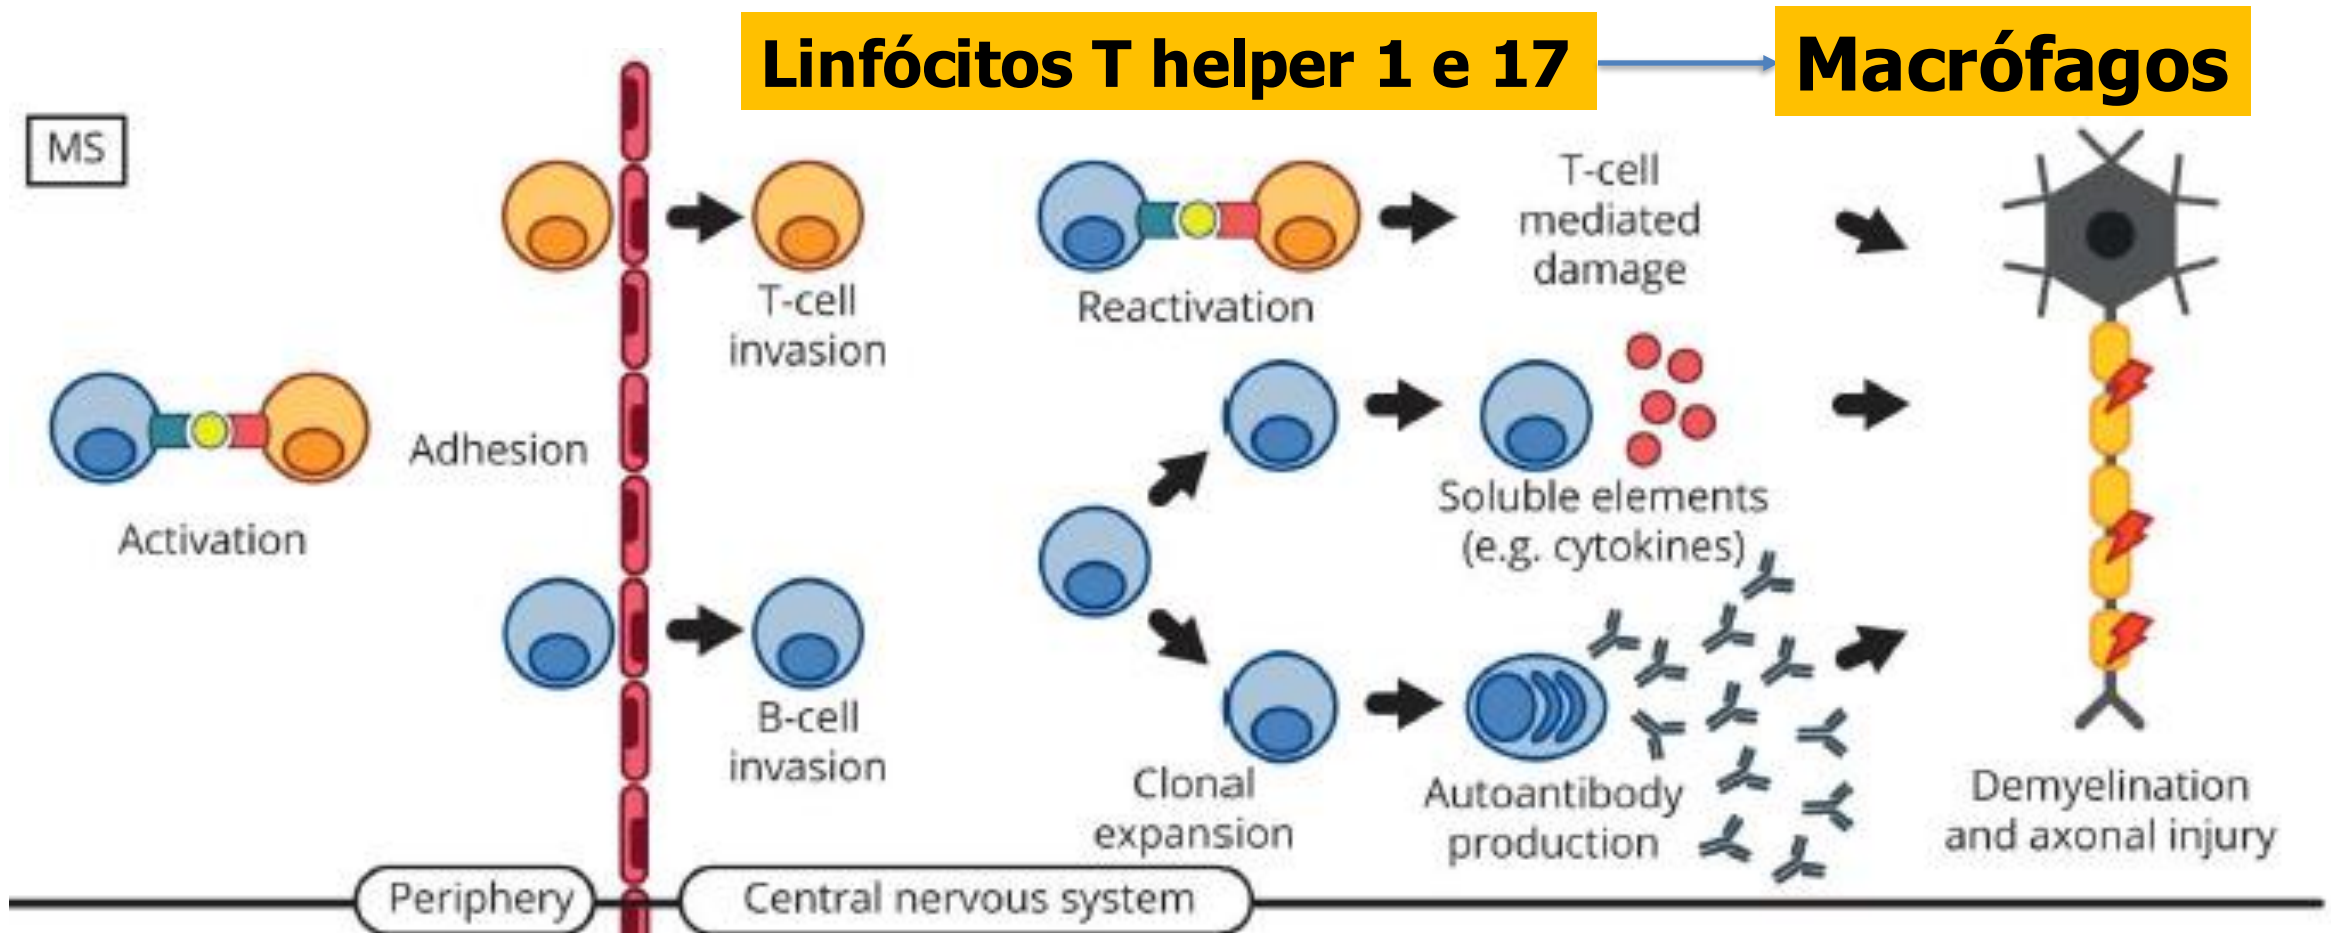 Linfócitos T helper 1 e 17
Macrófagos
MS
T-cell
invasion
Reactivation
T-cell
mediated
damage
Activation
Adhesion
Soluble elements
(e.g. cytokines)
B-cell
invasion
Clonal
expansion
Autoantibody
production
Demyelination
and axonal injury
Periphery
Central nervous system